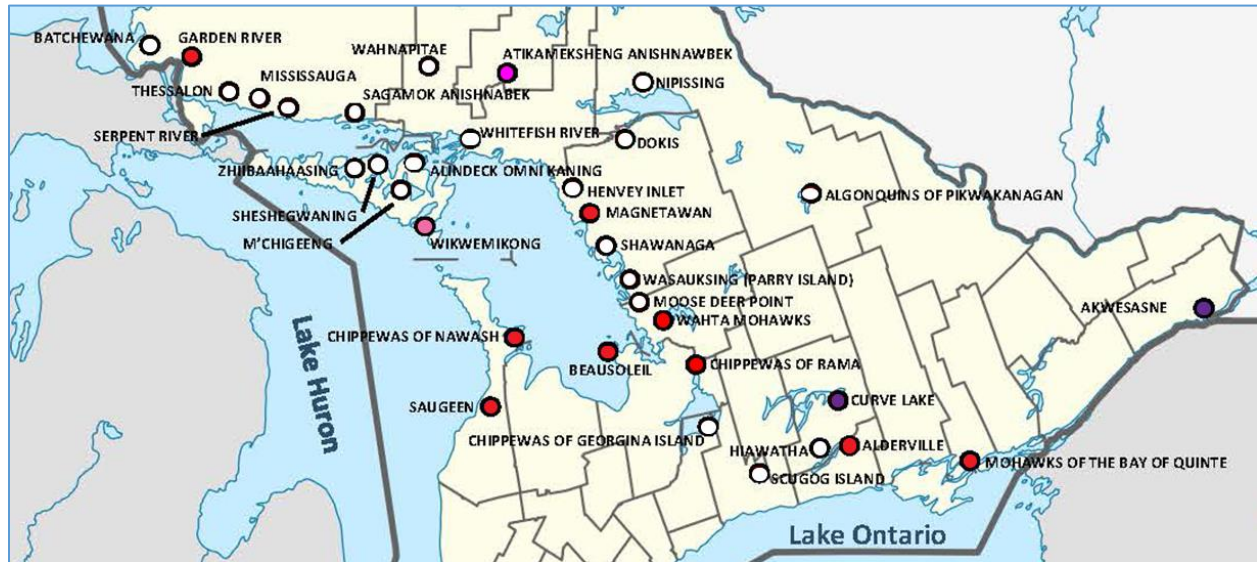 BATCHEWANA
GARDEN RIVER
WAHNAPITAE
ATIKAMEKSHENG ANISHNAWBEK
THESSALON
MISSISSAUGA
SAGAMOK ANISHNABEK
NIPISSING
SERPENT RIVER
WHITEFISH RIVER
DOKIS
ZHIIBAAHAASING
AUNDECK OMNI KANING
HENVEY INLET
ALGONQUINS OF PIKWAKANAGAN
SHESHEGWANING
MAGNETAWAN
M'CHIGEENG
WIKWEMIKONG
SHAWANAGA
WASAUKSING (PARRY ISLAND)
MOOSE DEER POINT
AKWESASNE
WAHTA MOHAWKS
Lake Huron
CHIPPEWAS OF NAWASH
BEAUSOLEIL
CHIPPEWAS OF RAMA
SAUGEEN
CURVE LAKE
CHIPPEWAS OF GEORGINA ISLAND
HIAWATHA
ALDERVILLE
MOHAWKS OF THE BAY OF QUINTE
SCUGOG ISLAND
Lake Ontario